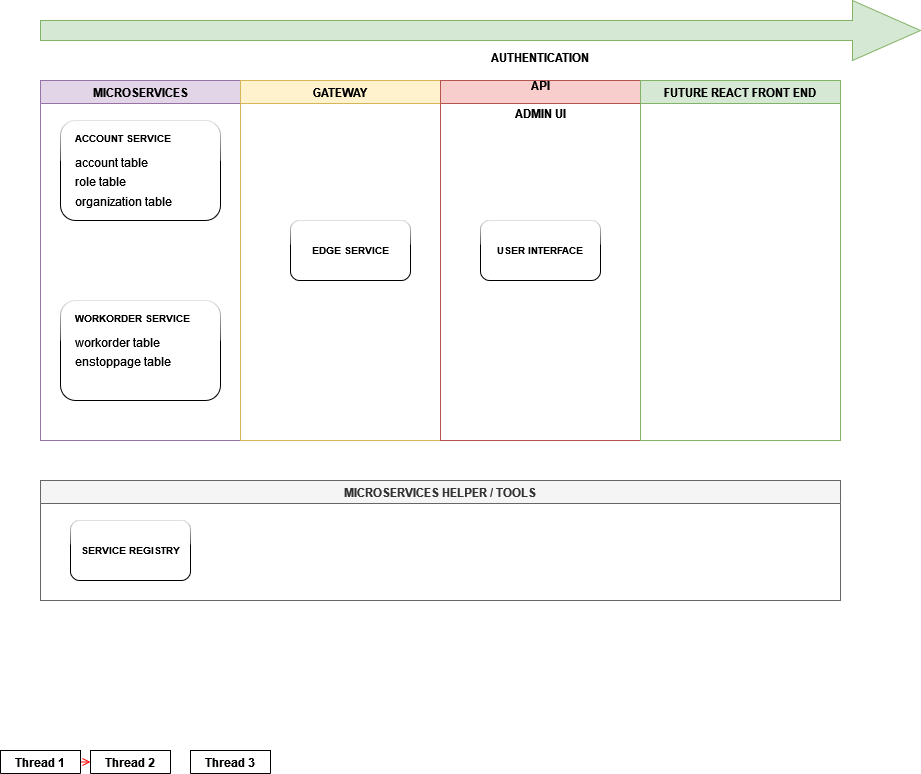 AUTHENTICATION
API
ADMIN UI
MICROSERVICES
GATEWAY
FUTURE REACT FRONT END
ACCOUNT SERVICE
account table
role table
organization table
EDGE SERVICE
USER INTERFACE
WORKORDER SERVICE
workorder table
enstoppage table
MICROSERVICES HELPER / TOOLS
SERVICE REGISTRY
Thread 1
Thread 2
Thread 3